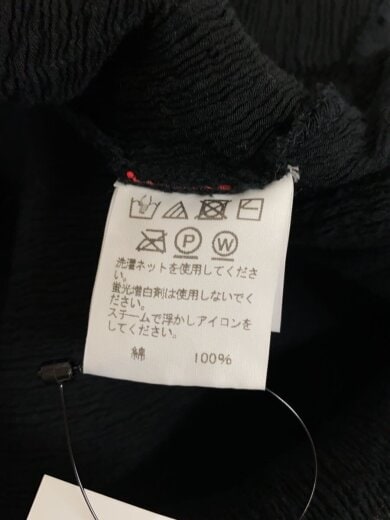 P W
洗濯ネットを使用してくださ
い。
蛍光増白剤は使用しないでく
ださい。
スチームで浮かしアイロンを
してください。
綿 100%